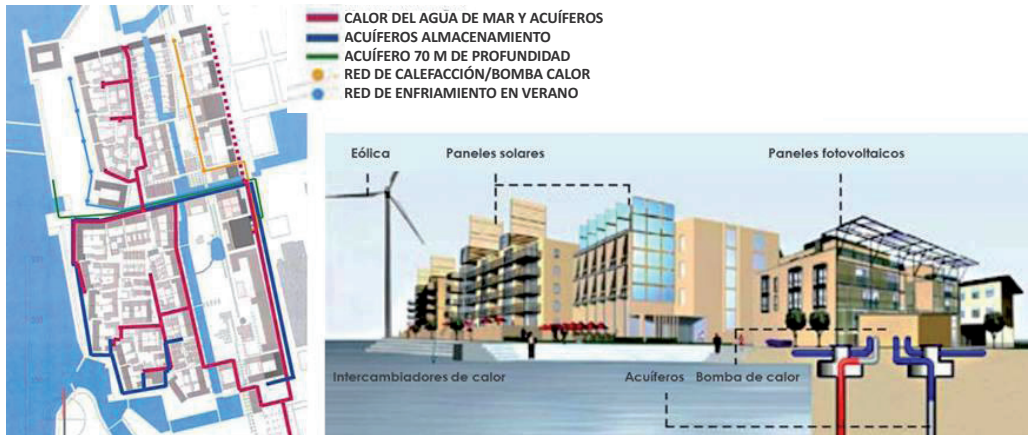 CALOR DEL AGUA DE MAR Y ACUÍFEROS
ACUÍFEROS ALMACENAMIENTO
ACUÍFERO 70 M DE PROFUNDIDAD
RED DE CALEFACCIÓN/BOMBA CALOR
RED DE ENFRIAMIENTO EN VERANO
Eólica
Paneles solares
Paneles fotovoltaicos
Intercambiadores de calor
Acuíferos
Bomba de calor